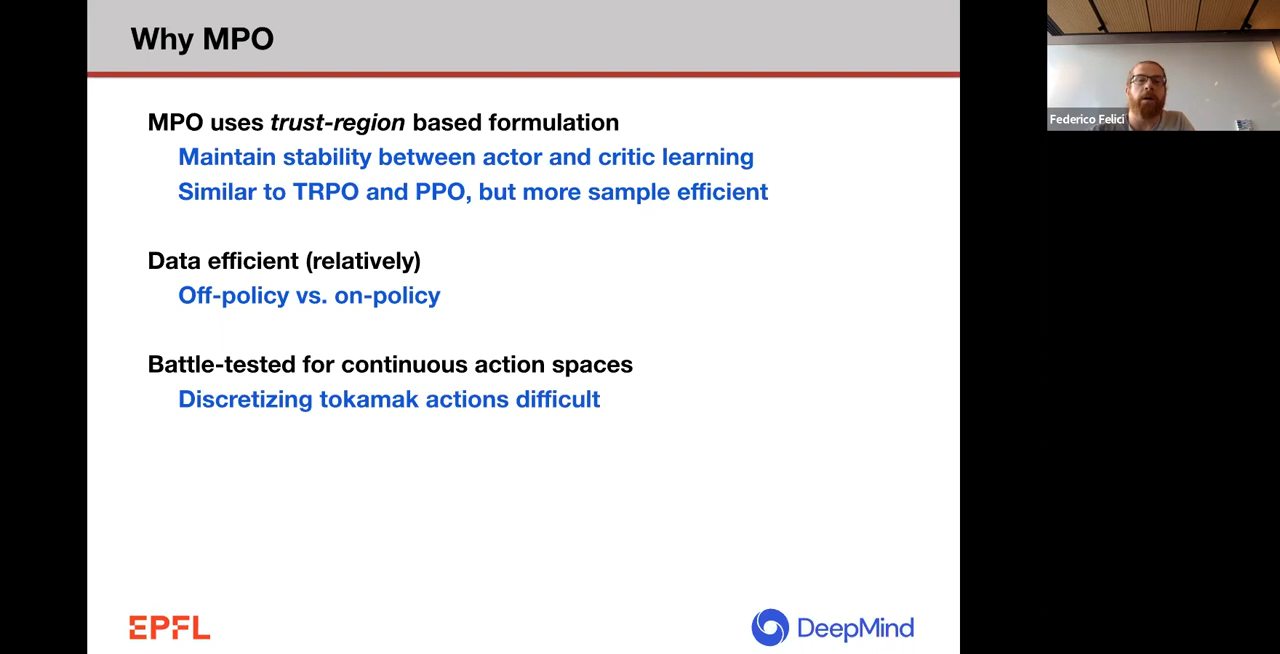 Why MPO
MPO uses trust-region based formulation
Maintain stability between actor and critic learning
Similar to TRPO and PPO, but more sample efficient
Data efficient (relatively)
Off-policy vs. on-policy
Battle-tested for continuous action spaces
Discretizing tokamak actions difficult
EPFL
DeepMind
Federico Felici